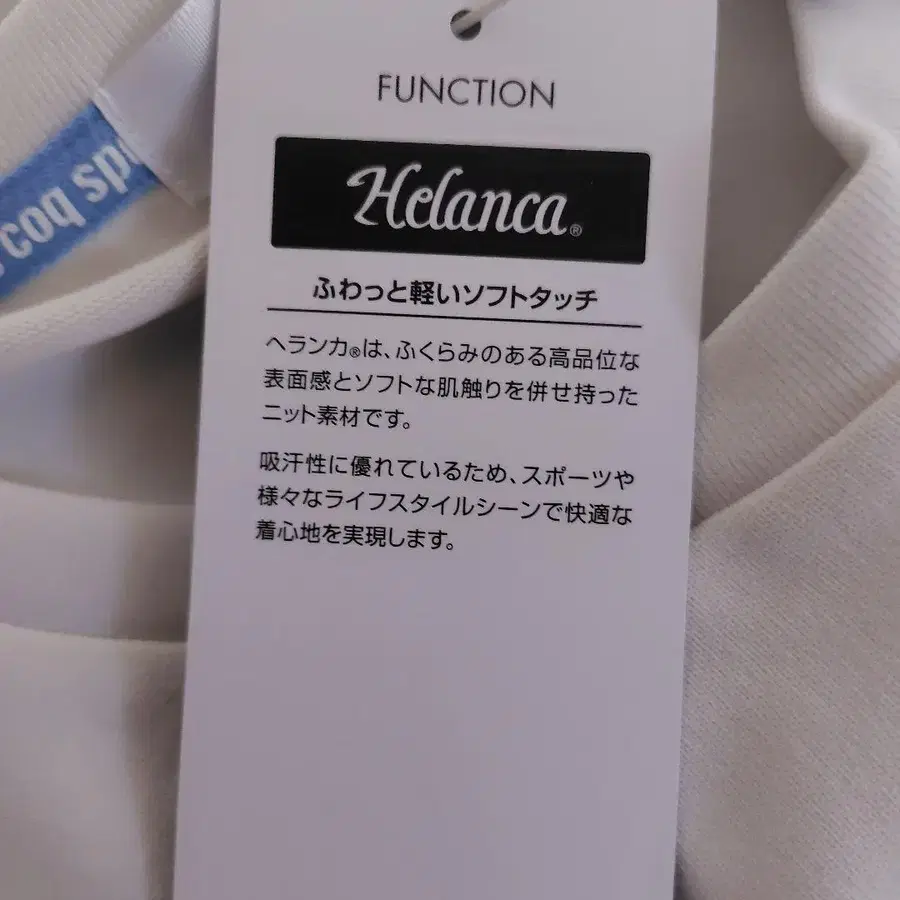 FUNCTION
Helanca®
ふわっと軽いソフトタッチ
ヘランカ®は、ふくらみのある高品位な
表面感とソフトな肌触りを併せ持った
ニット素材です。
吸汗性に優れているため、スポーツや
様々なライフスタイルシーンで快適な
着心地を実現します。
coq sp